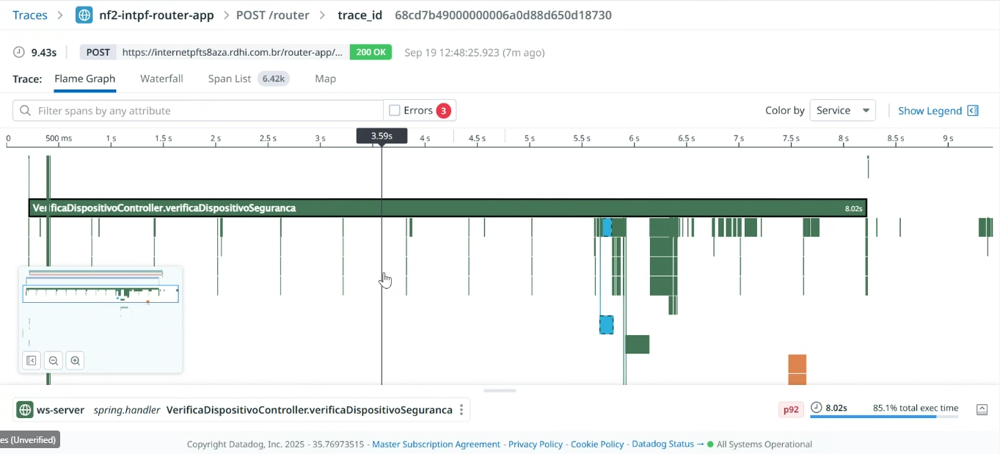 Traces > nf2-intpf-router-app > POST /router > trace_id 68cd7b49000000006a0d88d650d18730
9.43s POST https://internetpfts8aza.rdhi.com.br/router-app/... 200 OK Sep 19 12:48:25.923 (7m ago)
Trace: Flame Graph Waterfall Span List 6.42k Map
Filter spans by any attribute Errors 3 Color by Service Show Legend
0 500 ms 1 s 1.5 s 2 s 2.5 s 3 s 3.59s 4 s 4.5 s 5 s 5.5 s 6 s 6.5 s 7 s 7.5 s 8 s 8.5 s 9 s
VerificaDispositivoController.verificaDispositivoSeguranca 8.02s
ws-server spring.handler VerificaDispositivoController.verificaDispositivoSeguranca p92 8.02s 85.1% total exec time
es (Unverified)
Copyright Datadog, Inc. 2025 - 35.76973515 - Master Subscription Agreement - Privacy Policy - Cookie Policy - Datadog Status → All Systems Operational